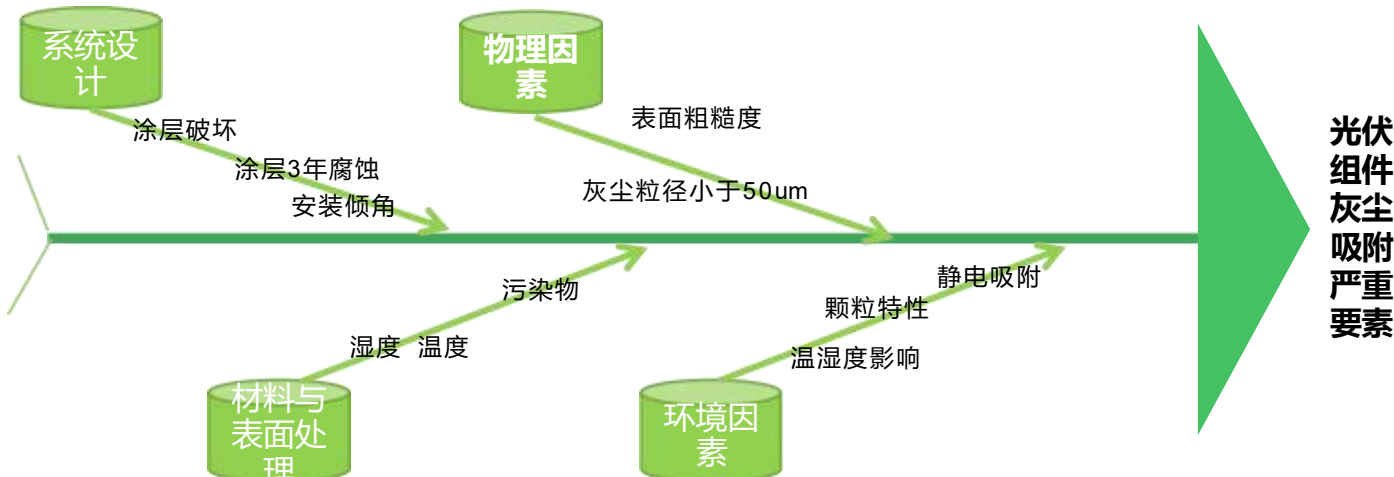 系统设
计
物理因
素
涂层破坏
涂层3年腐蚀
安装倾角
表面粗糙度
灰尘粒径小于50um
污染物
湿度 温度
静电吸附
颗粒特性
温湿度影响
材料与
表面处
理
环境因
素
光伏
组件
灰尘
吸附
严重
要素